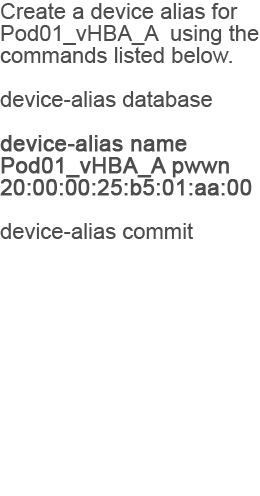 Create a device alias for
Pod01_vHBA_A  using the
commands listed below.
device-alias database
device-alias name
Pod01_vHBA_A pwwn
20:00:00:25:b5:01:aa:00
device-alias commit